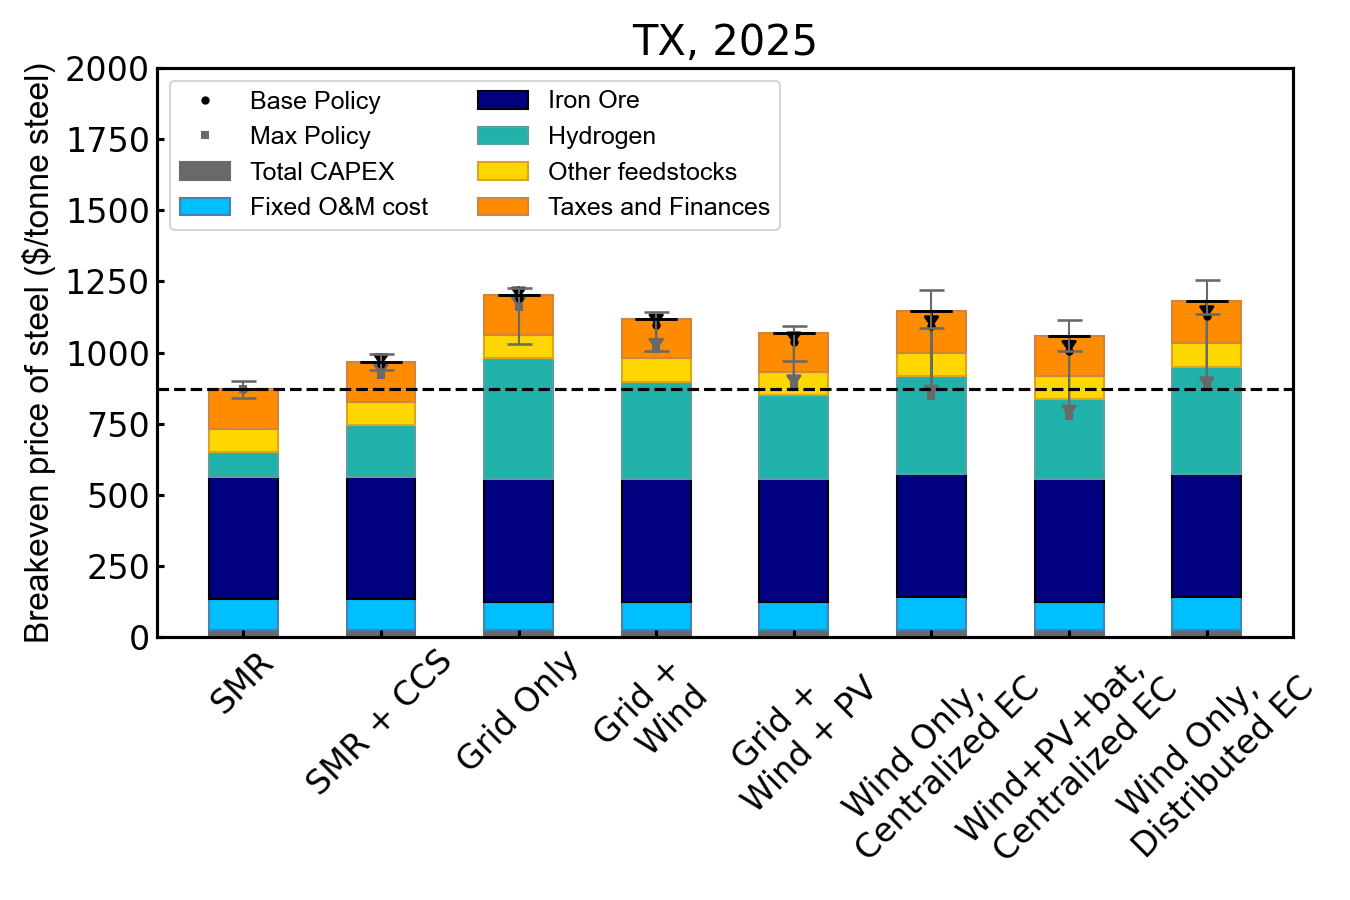 TX, 2025
Breakeven price of steel ($/tonne steel)
2000
1750
1500
1250
1000
750
500
250
0
Base Policy
Max Policy
Total CAPEX
Fixed O&M cost
Iron Ore
Hydrogen
Other feedstocks
Taxes and Finances
SMR
SMR + CCS
Grid Only
Grid +
Wind
Grid +
Wind + PV
Wind Only,
Centralized EC
Wind+PV+bat,
Centralized EC
Wind Only,
Distributed EC